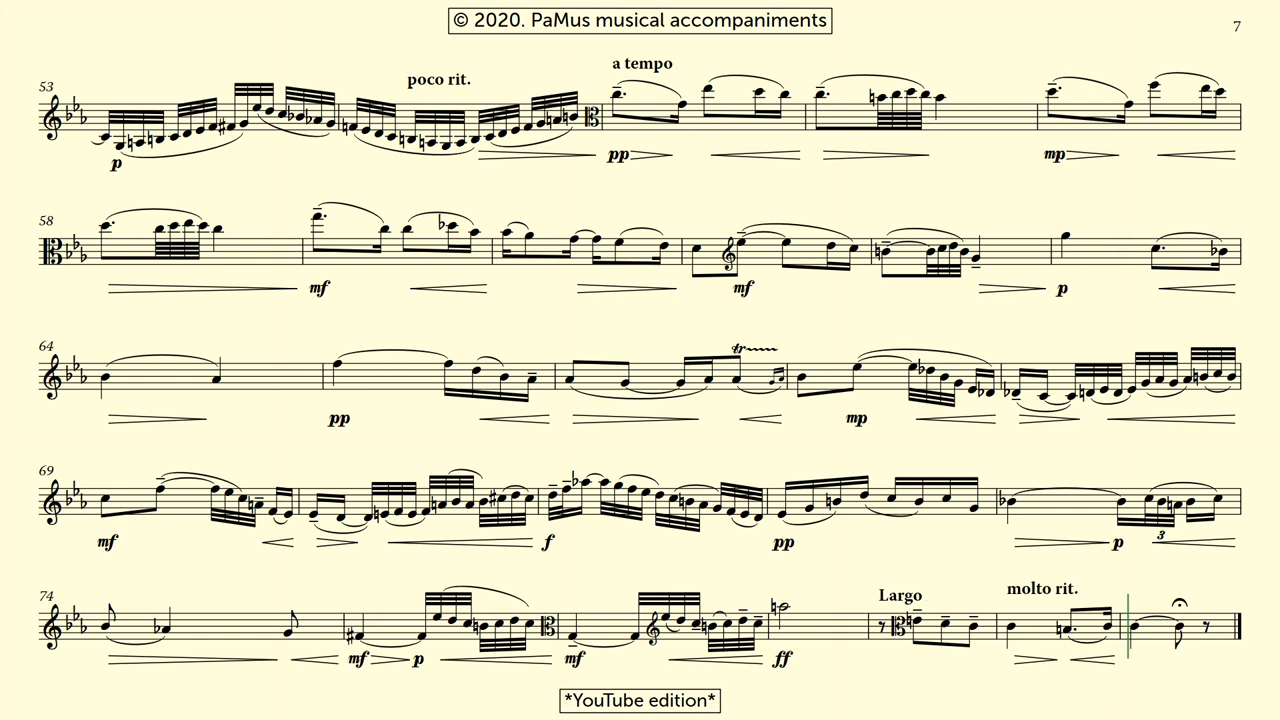 © 2020. PaMus musical accompaniments
7
a tempo
53
poco rit.
p
pp
mp
58
mf
mf
p
64
tr
pp
mp
69
mf
f
pp
p
3
74
Largo
molto rit.
mf
p
mf
ff
*YouTube edition*